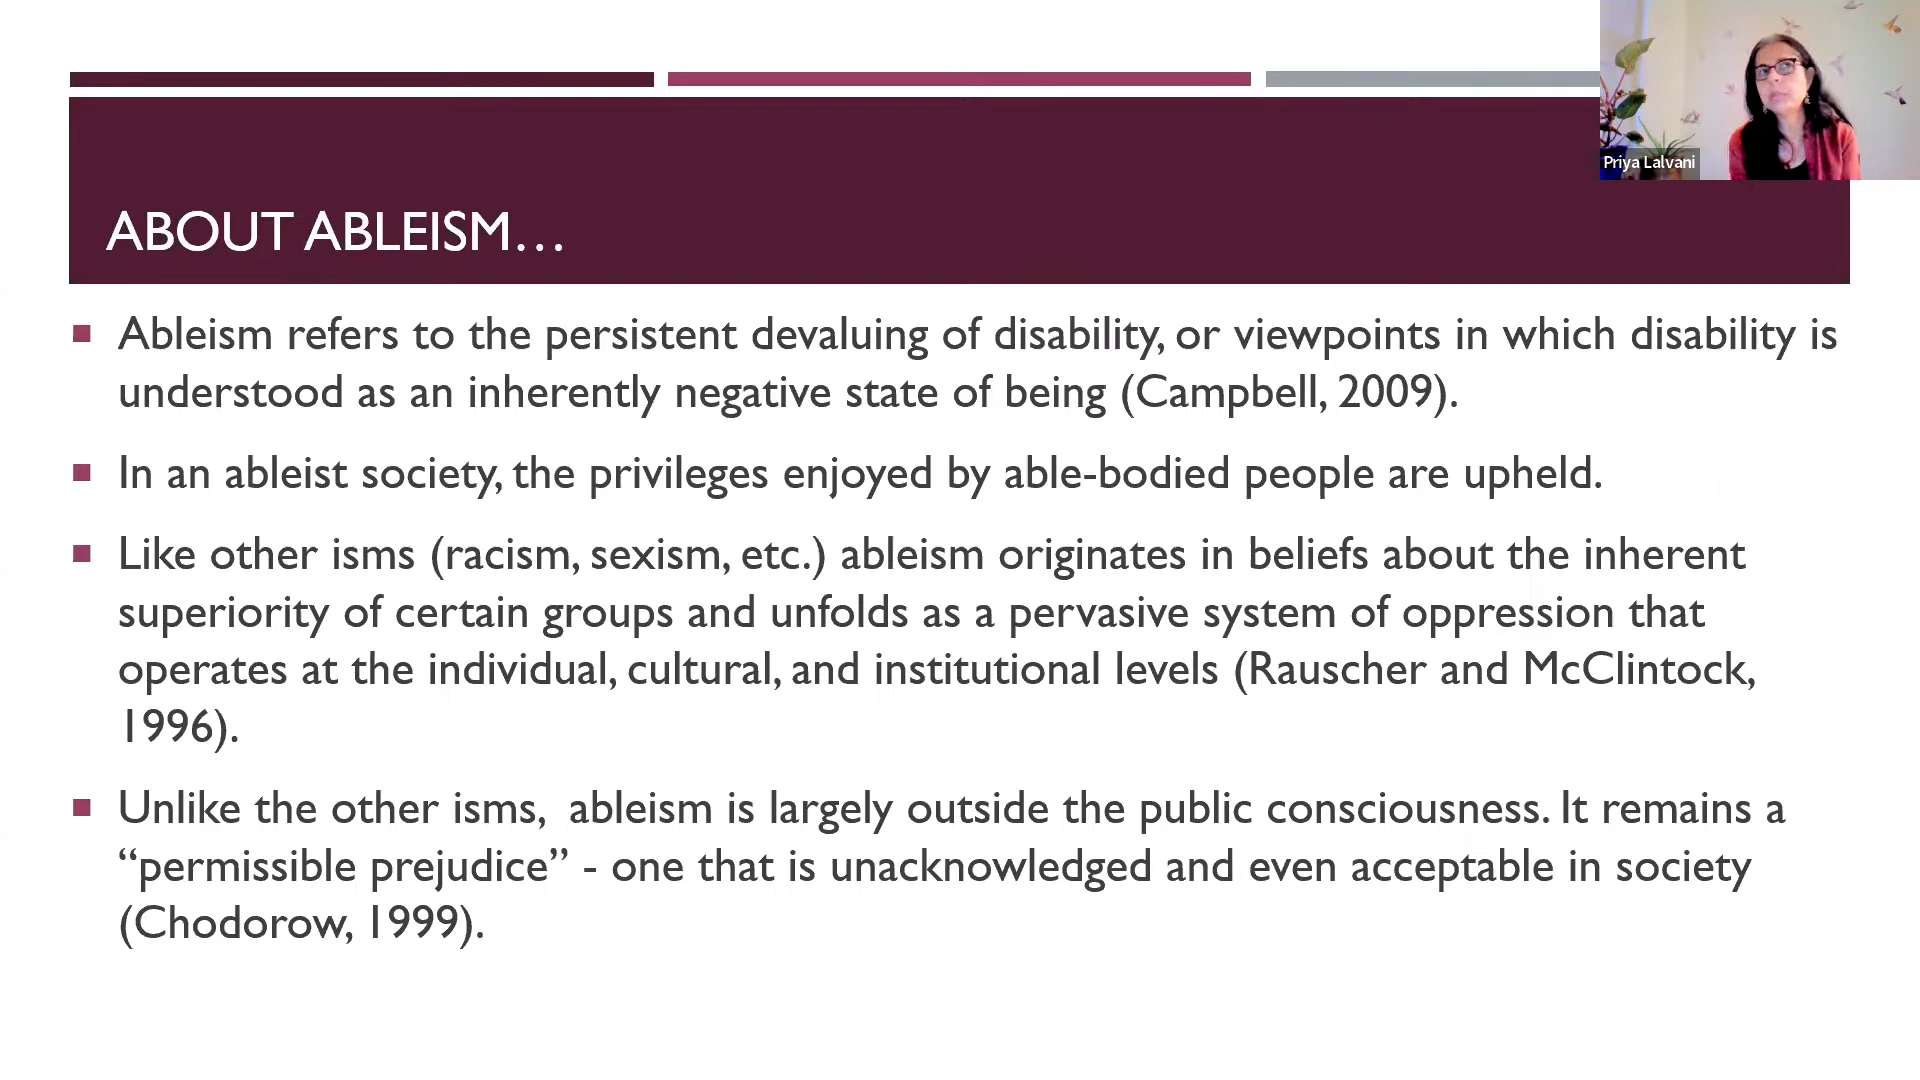 Priya Lalvani
ABOUT ABLEISM…
▪ Ableism refers to the persistent devaluing of disability, or viewpoints in which disability is
understood as an inherently negative state of being (Campbell, 2009).
▪ In an ableist society, the privileges enjoyed by able-bodied people are upheld.
▪ Like other isms (racism, sexism, etc.) ableism originates in beliefs about the inherent
superiority of certain groups and unfolds as a pervasive system of oppression that
operates at the individual, cultural, and institutional levels (Rauscher and McClintock,
1996).
▪ Unlike the other isms,  ableism is largely outside the public consciousness. It remains a
“permissible prejudice” - one that is unacknowledged and even acceptable in society
(Chodorow, 1999).